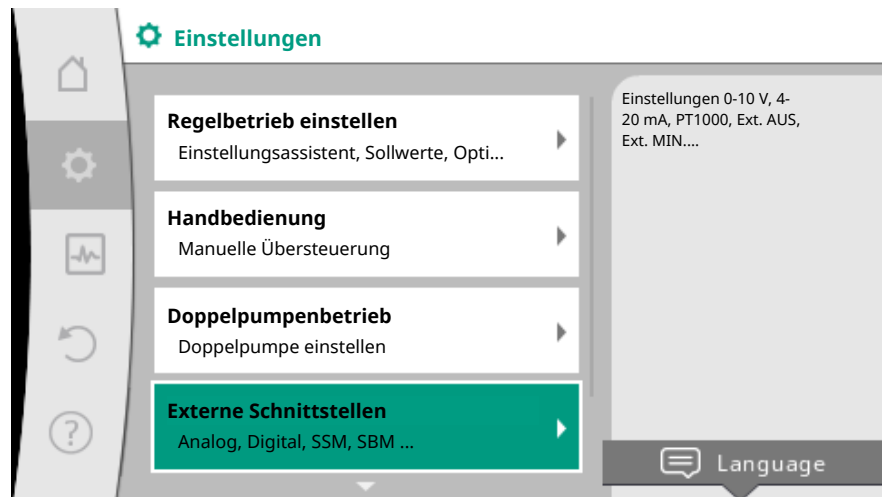 Einstellungen
Regelbetrieb einstellen
Einstellungsassistent, Sollwerte, Opti...
Handbedienung
Manuelle Übersteuerung
Doppelpumpenbetrieb
Doppelpumpe einstellen
Externe Schnittstellen
Analog, Digital, SSM, SBM ...
Einstellungen 0-10 V, 4-
20 mA, PT1000, Ext. AUS,
Ext. MIN....
Language